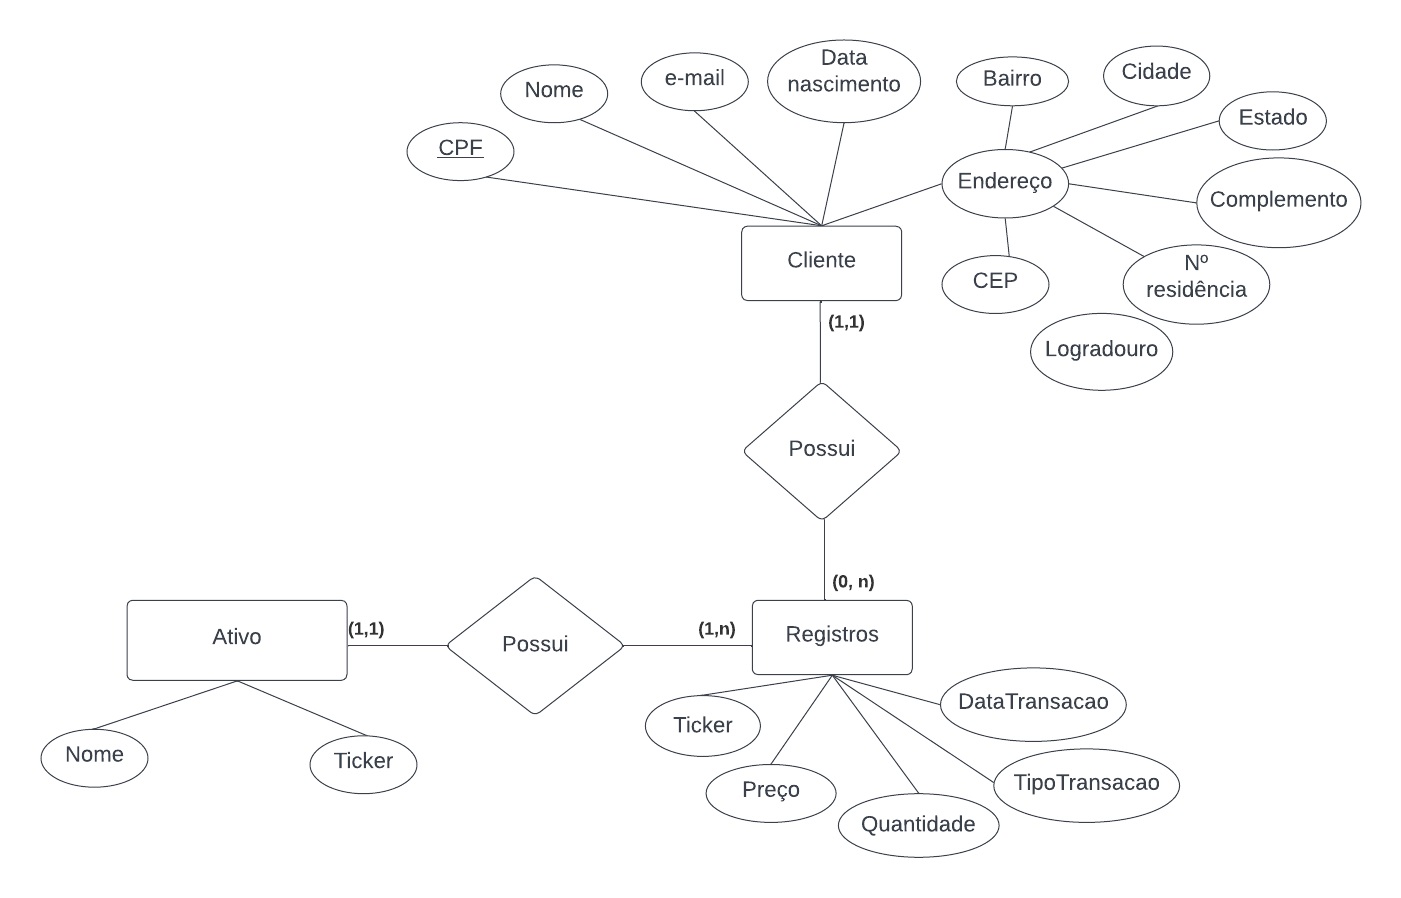 Data
nascimento
Nome
e-mail
Bairro
Cidade
Estado
CPF
Endereço
Complemento
Cliente
CEP
Nº
residência
(1,1)
Logradouro
Possui
(0, n)
Ativo
(1,1)
Possui
(1,n)
Registros
Nome
Ticker
Ticker
Preço
Quantidade
DataTransacao
TipoTransacao